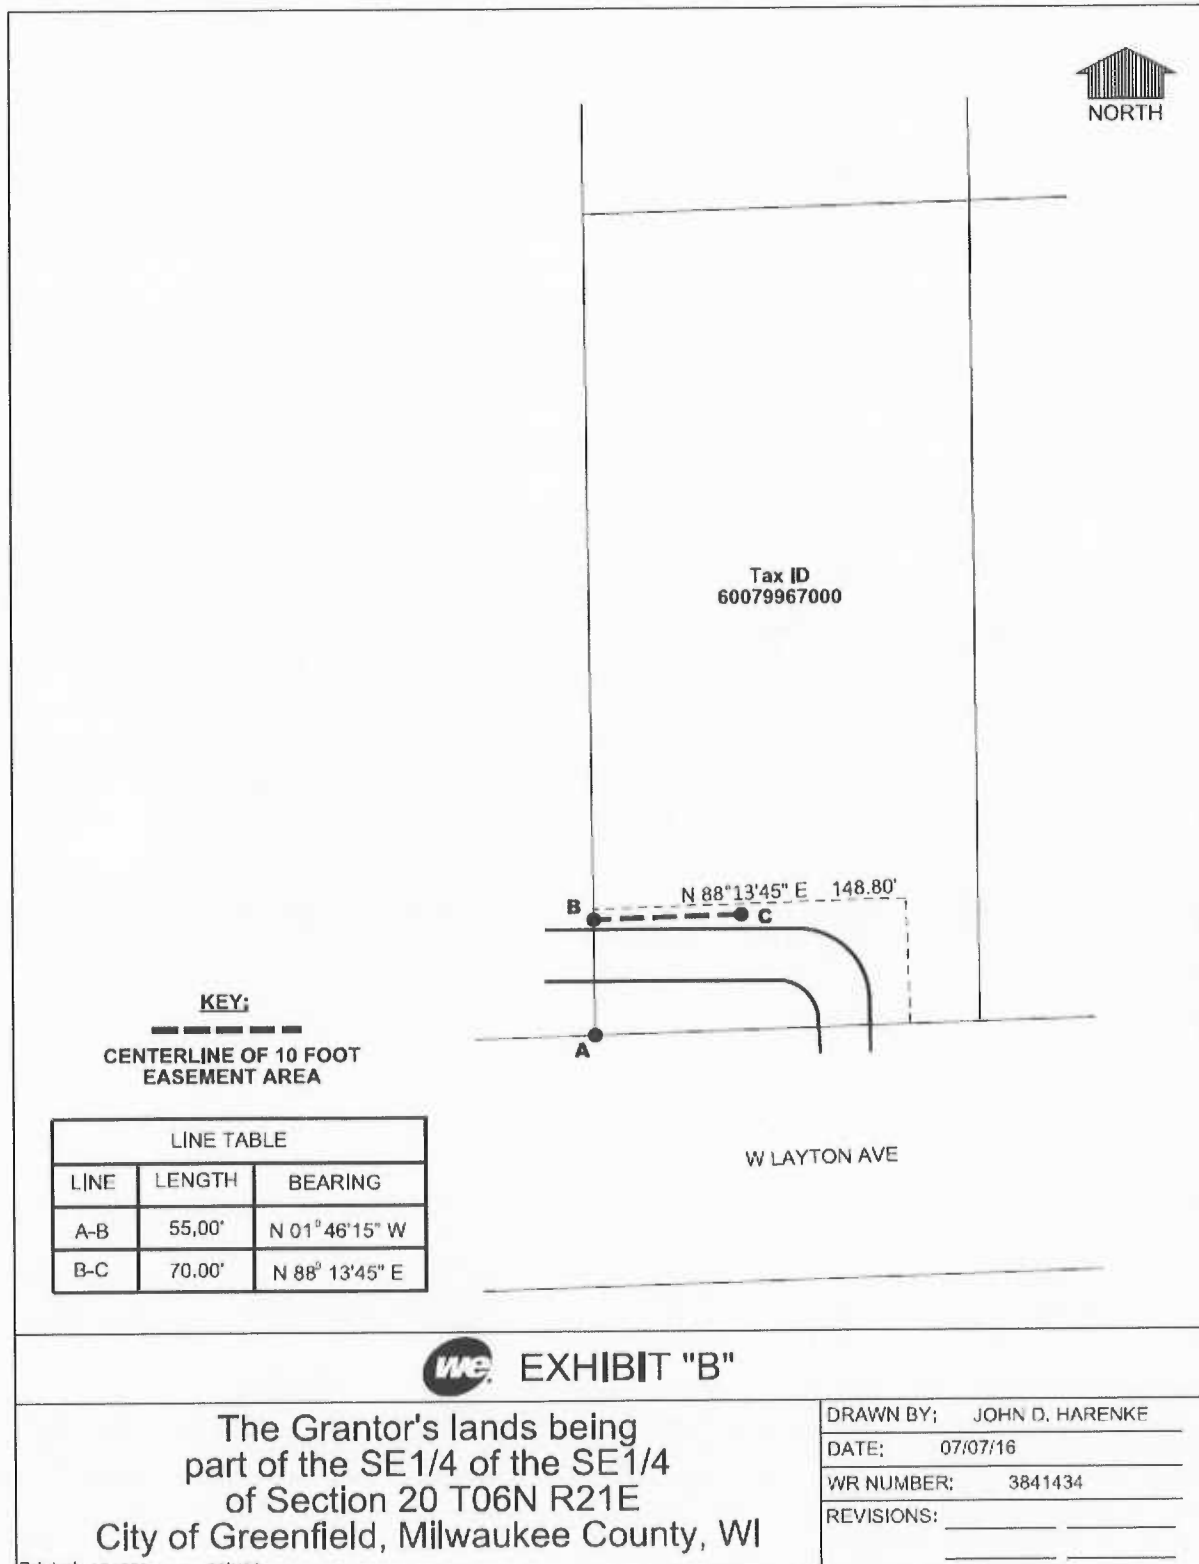 NORTH
Tax ID
60079967000
N 88°13'45" E 148.80'
B
C
A
KEY:
CENTERLINE OF 10 FOOT
EASEMENT AREA
LINE TABLE
LINE LENGTH BEARING
A-B 55.00' N 01°46'15" W
B-C 70.00' N 88° 13'45" E
W LAYTON AVE
we EXHIBIT "B"
The Grantor's lands being
part of the SE1/4 of the SE1/4
of Section 20 T06N R21E
City of Greenfield, Milwaukee County, WI
DRAWN BY: JOHN D. HARENKE
DATE: 07/07/16
WR NUMBER: 3841434
REVISIONS: